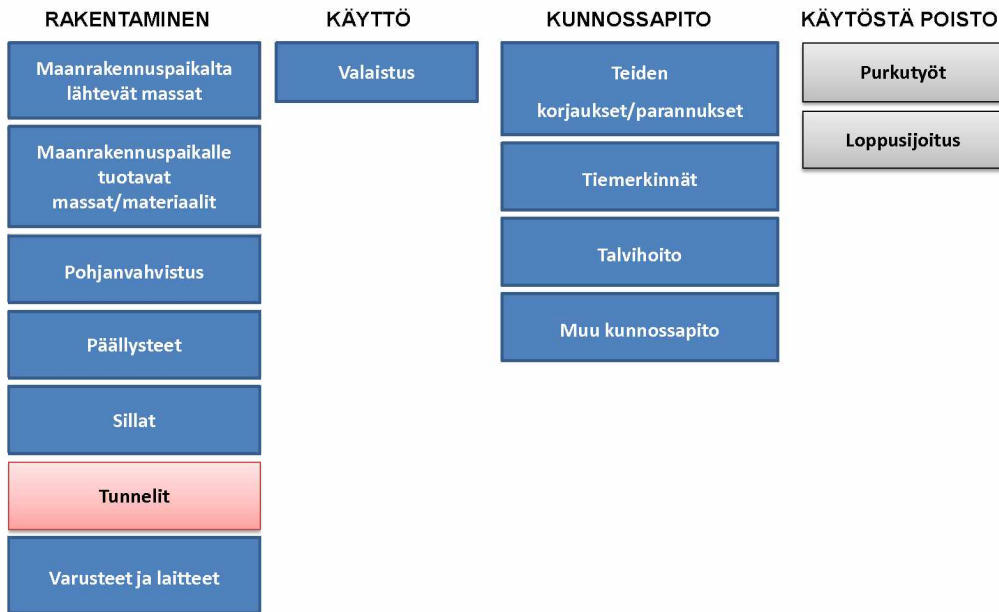 RAKENTAMINEN
Maanrakennuspaikalta
lähtevät massat
Maanrakennuspaikalle
tuotavat
massat/materiaalit
Pohjanvahvistus
Päällysteet
Sillat
Tunnelit
Varusteet ja laitteet
KÄYTTÖ
Valaistus
KUNNOSSAPITO
Teiden
korjaukset/parannukset
Tiemerkinnät
Talvihoito
Muu kunnossapito
KÄYTÖSTÄ POISTO
Purkutyöt
Loppusijoitus